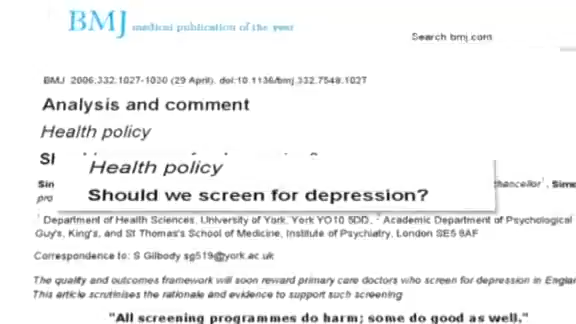 BMJ medical publication of the year
Search bmj.com
BMJ 2006;332:1027-1030 (29 April), doi:10.1136/bmj.332.7548.1027
Analysis and comment
Health policy
Health policy
Should we screen for depression?
Department of Health Sciences, University of York, York YO10 5DD, Academic Department of Psychological
Guy's, King's, and St Thomas's School of Medicine, Institute of Psychiatry, London SE5 8AF
Correspondence to: S Gilbody sg519@york.ac.uk
The quality and outcomes framework will soon reward primary care doctors who screen for depression in Englan
This article scrutinises the rationale and evidence to support such screening
"All screening programmes do harm; some do good as well,"